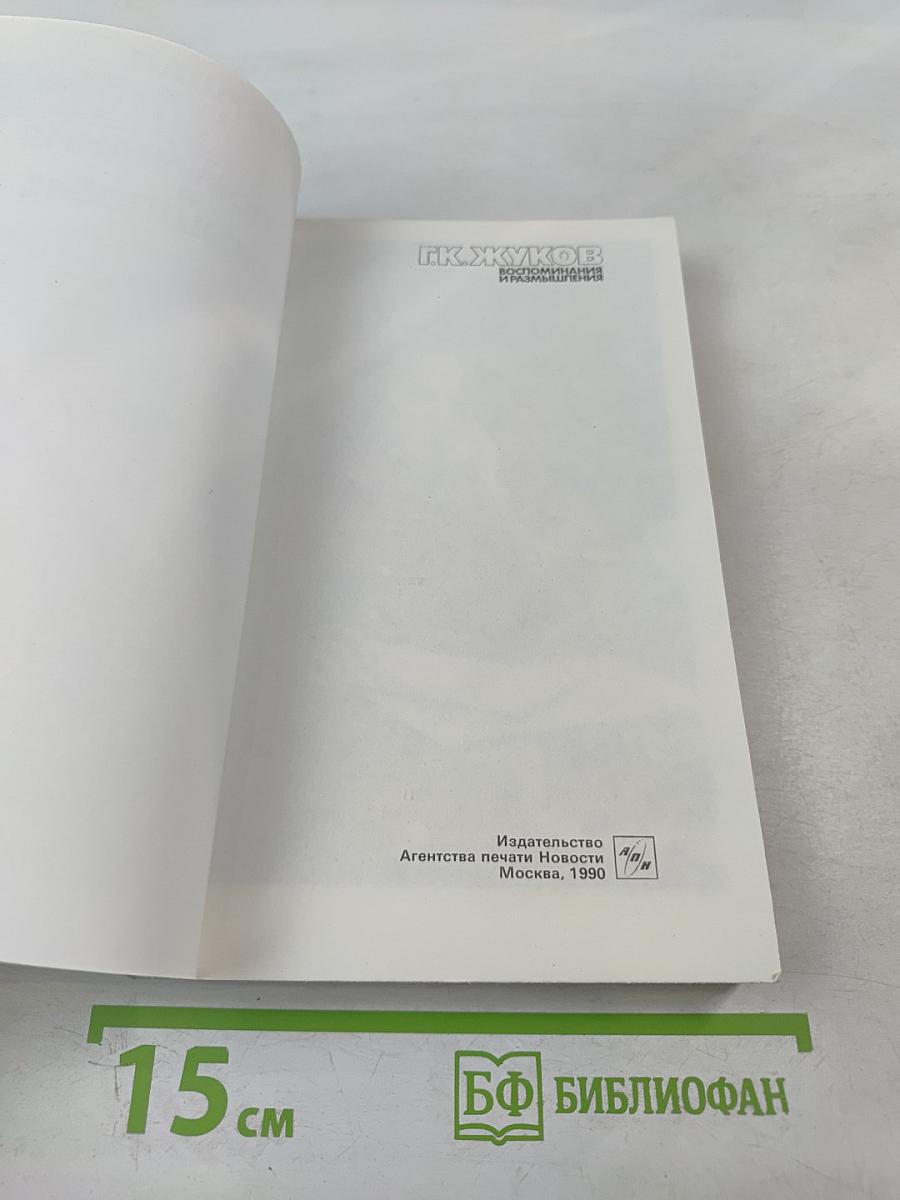 Г.К. ЖУКОВ
ВОСПОМИНАНИЯ
И РАЗМЫШЛЕНИЯ
Издательство
Агентства печати Новости
Москва, 1990
АПН
15 см
БФ БИБЛИОФАН